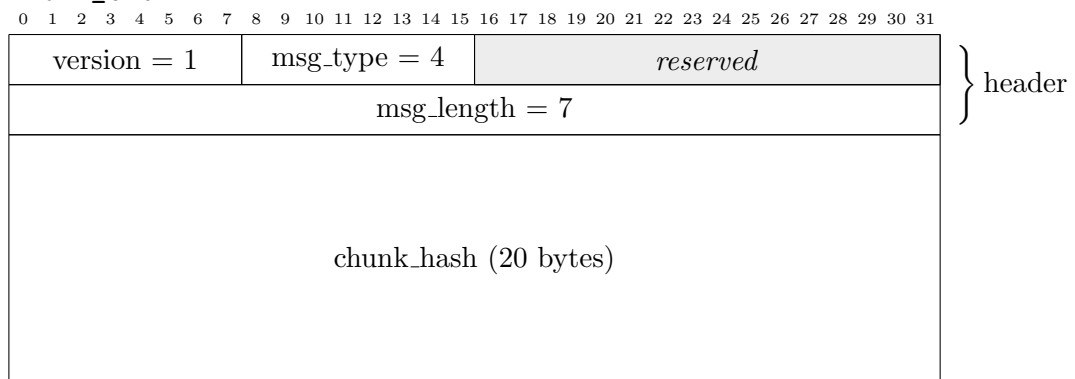 0 1 2 3 4 5 6 7 8 9 10 11 12 13 14 15 16 17 18 19 20 21 22 23 24 25 26 27 28 29 30 31
version = 1 msg_type = 4 reserved
header
msg_length = 7
chunk_hash (20 bytes)